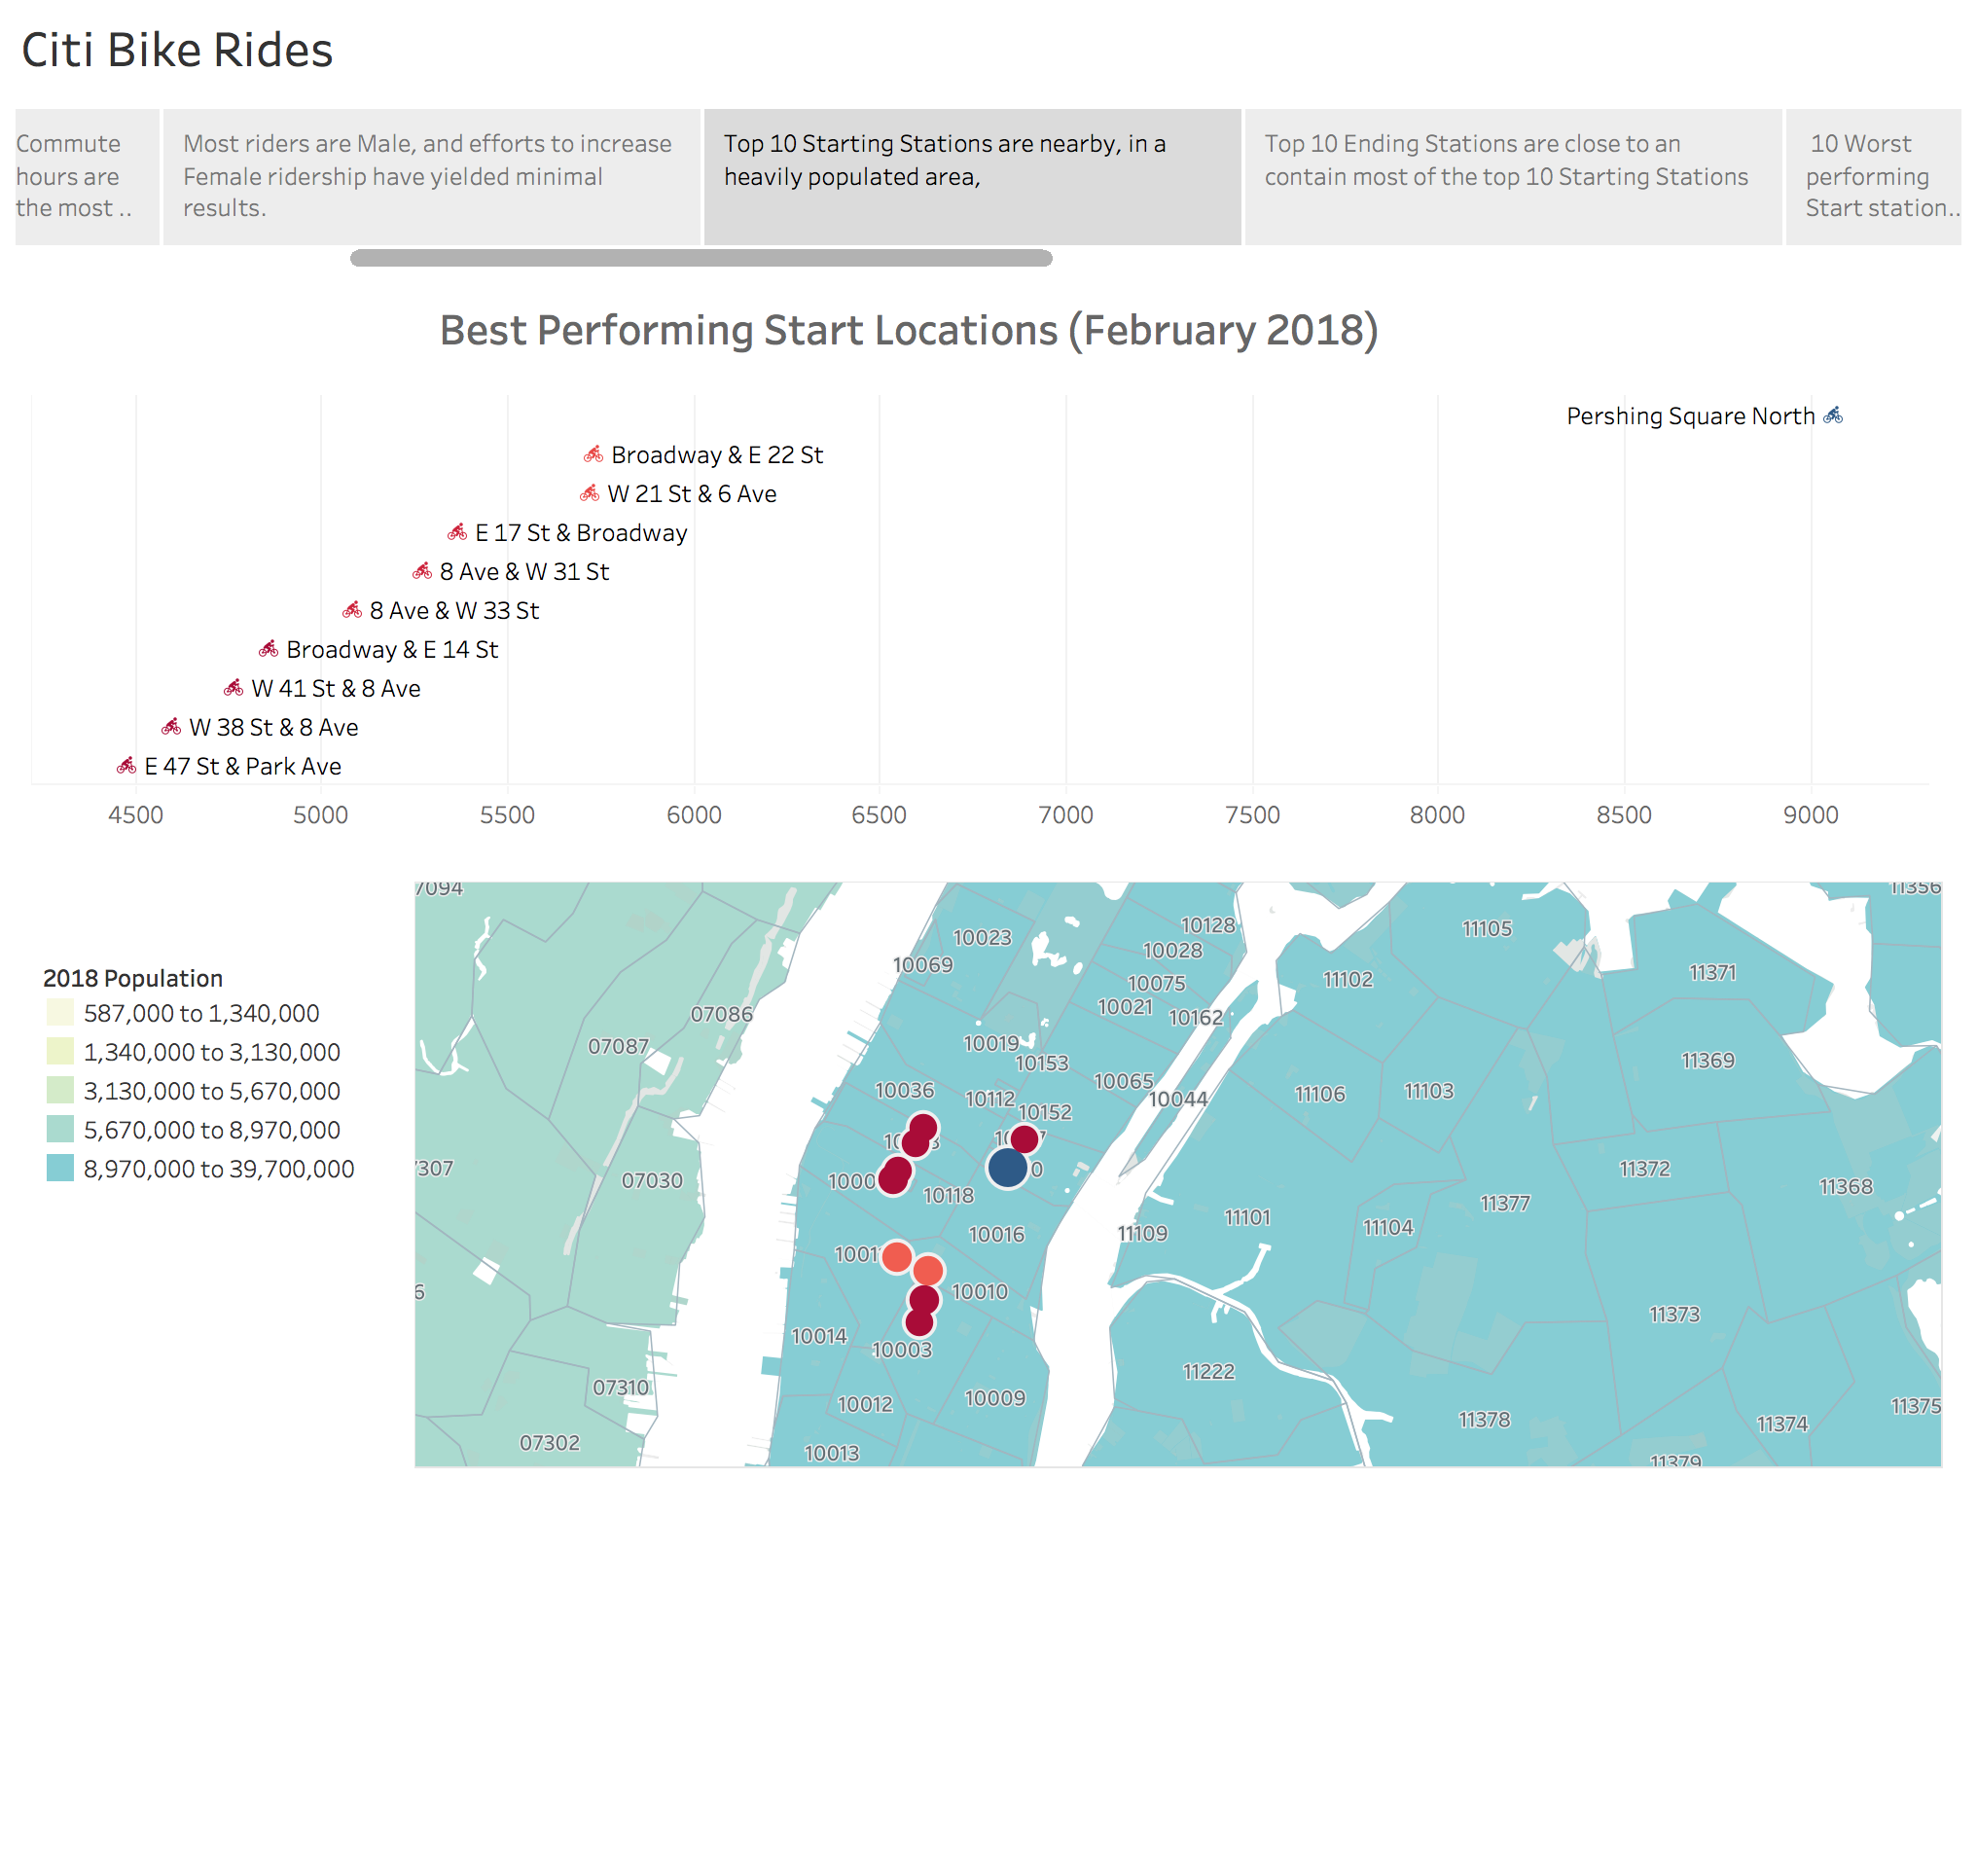 Citi Bike Rides
Commute
hours are
the most ..
Most riders are Male, and efforts to increase
Female ridership have yielded minimal
results.
Top 10 Starting Stations are nearby, in a
heavily populated area,
Top 10 Ending Stations are close to an
contain most of the top 10 Starting Stations
10 Worst
performing
Start station..
Best Performing Start Locations (February 2018)
Pershing Square North
Broadway & E 22 St
W 21 St & 6 Ave
E 17 St & Broadway
8 Ave & W 31 St
8 Ave & W 33 St
Broadway & E 14 St
W 41 St & 8 Ave
W 38 St & 8 Ave
E 47 St & Park Ave
4500 5000 5500 6000 6500 7000 7500 8000 8500 9000
2018 Population
587,000 to 1,340,000
1,340,000 to 3,130,000
3,130,000 to 5,670,000
5,670,000 to 8,970,000
8,970,000 to 39,700,000
7094
11356
10128
11105
10023
10028
10069
11371
11102
10075
10021
07086
10162
10019
07087
10153
11369
10065
10036
11106
11103
10112
10044
10152
7307
11372
07030
1000
11368
10118
11377
11101
11104
11109
10016
1001
10010
11373
10014
10003
11222
07310
10009
10012
11375
11378
11374
07302
10013
11379